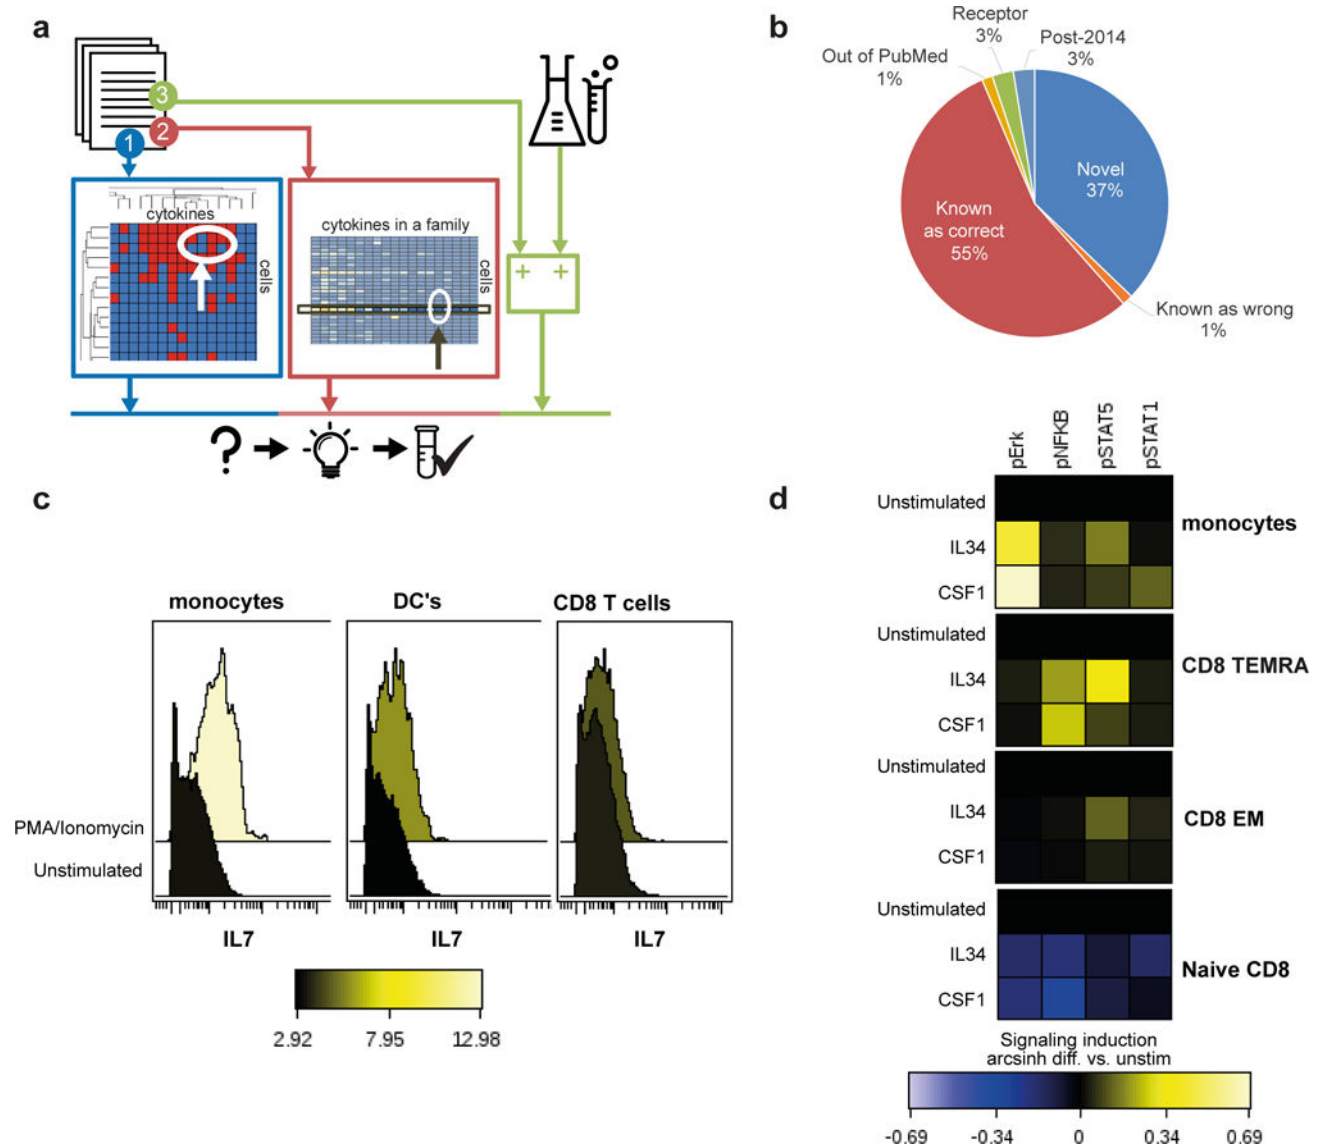 a
3
2
1
cytokines
cells
cytokines in a family
cells
+ +
?
b
Receptor
3%
Post-2014
3%
Out of PubMed
1%
Novel
37%
Known
as correct
55%
Known as wrong
1%
c
monocytes
DC's
CD8 T cells
PMA/Ionomycin
Unstimulated
IL7
IL7
IL7
2.92
7.95
12.98
d
pErk
pNFKB
pSTAT5
pSTAT1
Unstimulated
IL34
CSF1
monocytes
Unstimulated
IL34
CSF1
CD8 TEMRA
Unstimulated
IL34
CSF1
CD8 EM
Unstimulated
IL34
CSF1
Naive CD8
Signaling induction
arcsinh diff. vs. unstim
-0.69
-0.34
0
0.34
0.69